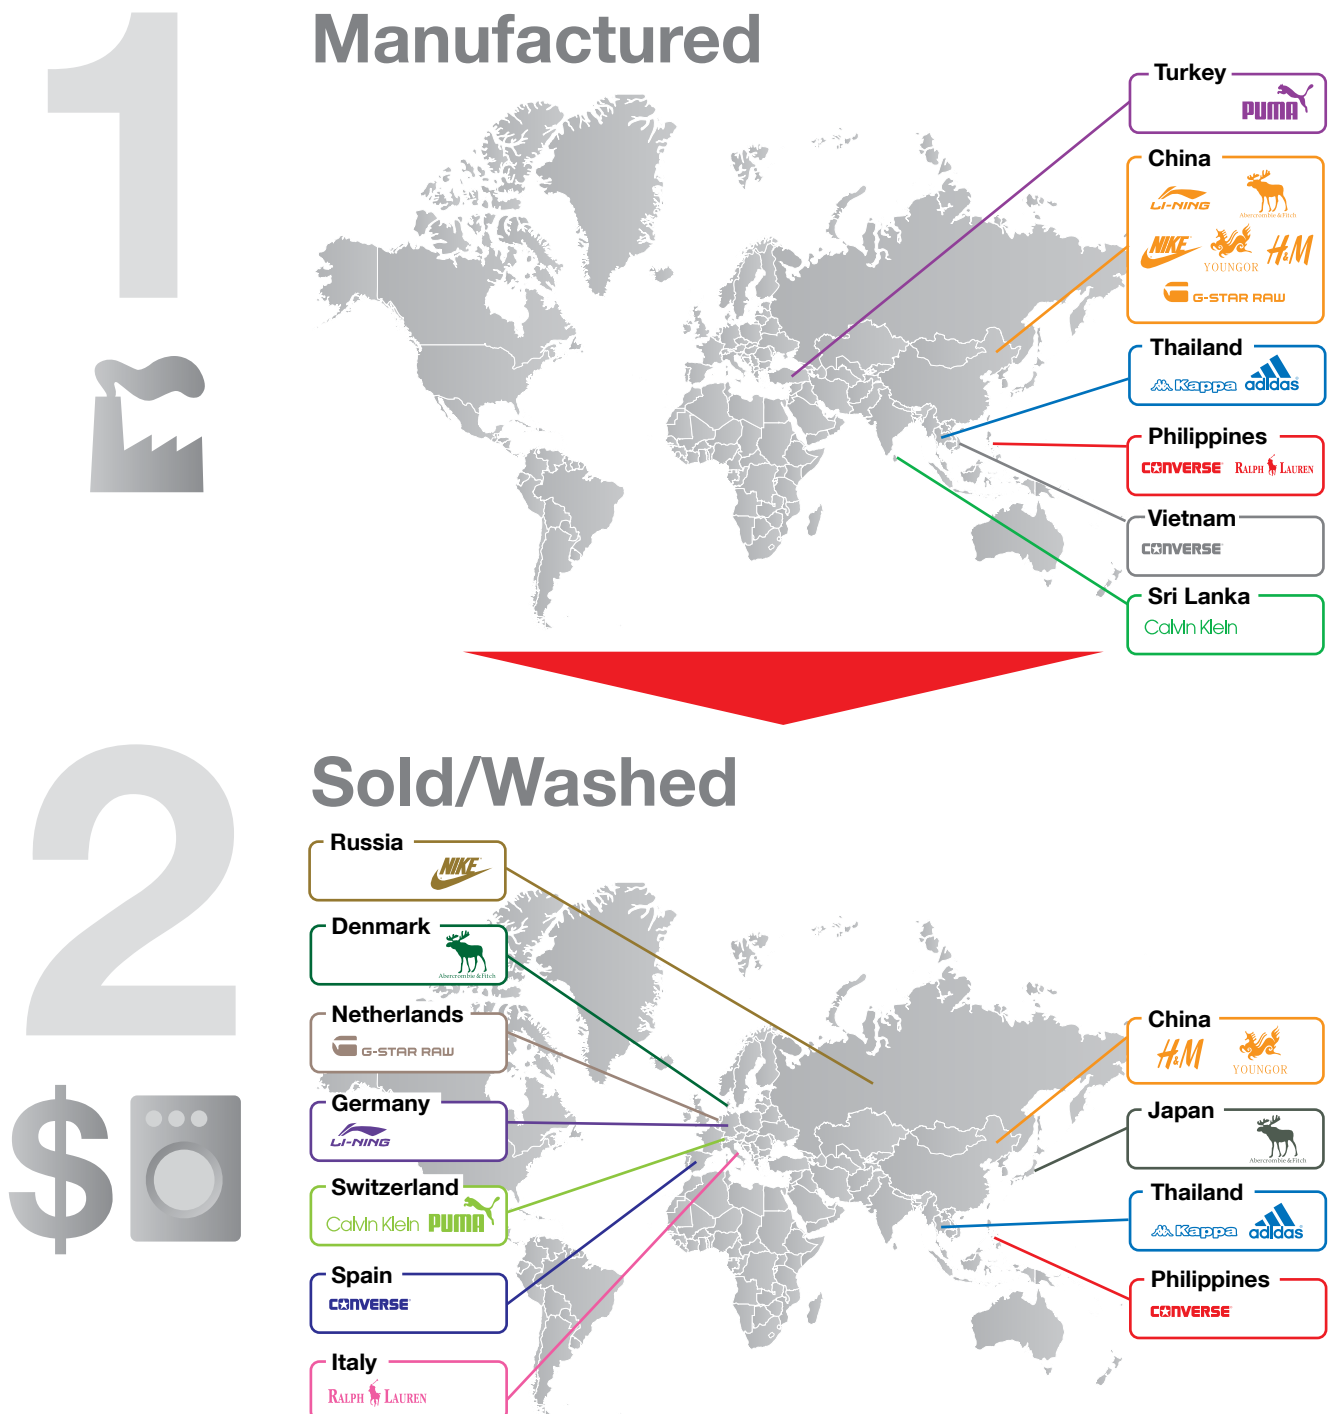 1
Manufactured
Turkey
PUMA
China
LI-NING
Abercrombie & Fitch
NIKE
YOUNGOR
H&M
G-STAR RAW
Thailand
Kappa adidas
Philippines
CONVERSE RALPH LAUREN
Vietnam
CONVERSE
Sri Lanka
Calvin Klein
2
Sold/Washed
$
Russia
NIKE
Denmark
Abercrombie & Fitch
Netherlands
G-STAR RAW
Germany
LI-NING
Switzerland
Calvin Klein PUMA
Spain
CONVERSE
Italy
RALPH LAUREN
China
H&M
YOUNGOR
Japan
Abercrombie & Fitch
Thailand
Kappa adidas
Philippines
CONVERSE